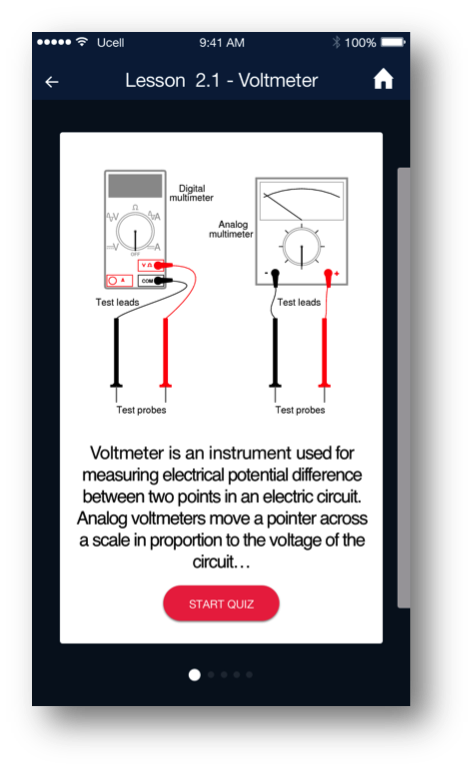 Ucell 9:41 AM 100%
Lesson 2.1 - Voltmeter
Digital
multimeter
Analog
multimeter
Ω
V
A
V
A
OFF
V Ω
A
COM
- +
Test leads
Test leads
Test probes
Test probes
Voltmeter is an instrument used for
measuring electrical potential difference
between two points in an electric circuit.
Analog voltmeters move a pointer across
a scale in proportion to the voltage of the
circuit…
START QUIZ